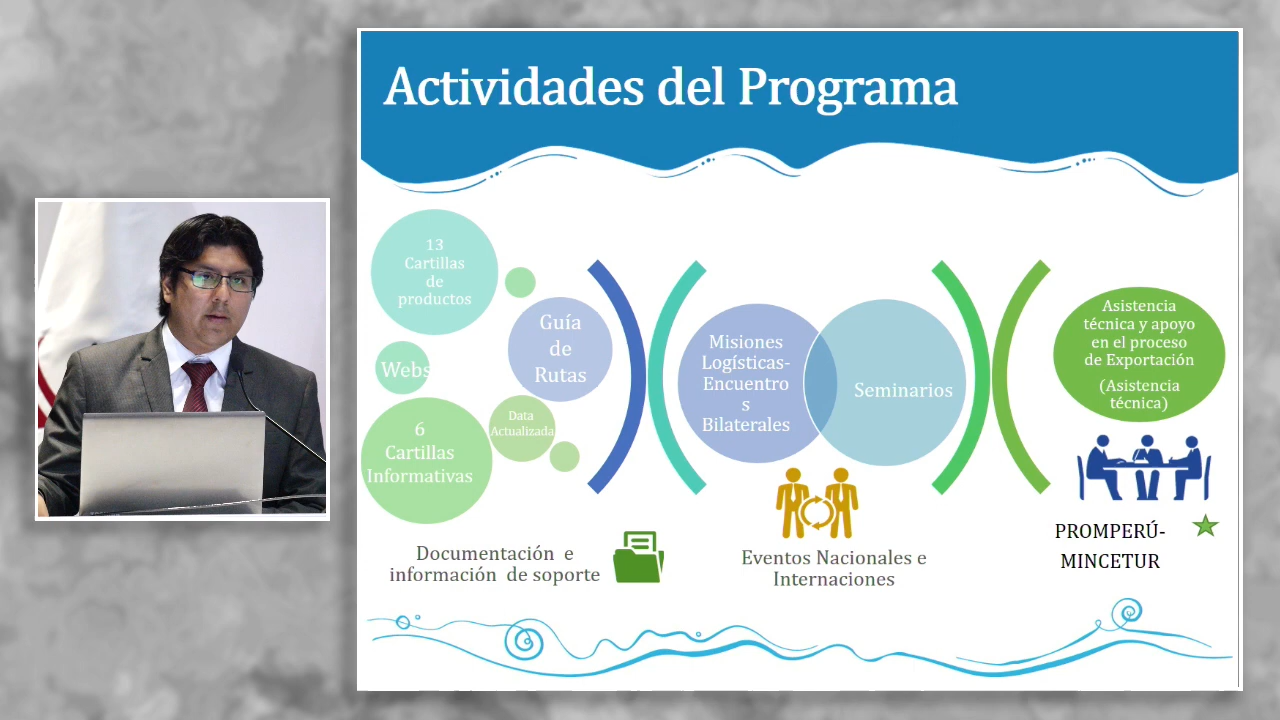 Actividades del Programa
13
Cartillas
de
productos
Guía
de
Rutas
Webs
Data
Actualizada
6
Cartillas
Informativas
Documentación e
información de soporte
Misiones
Logísticas-
Encuentro
s
Bilaterales
Seminarios
Eventos Nacionales e
Internaciones
Asistencia
técnica y apoyo
en el proceso
de Exportación
(Asistencia
técnica)
PROMPERÚ-
MINCETUR